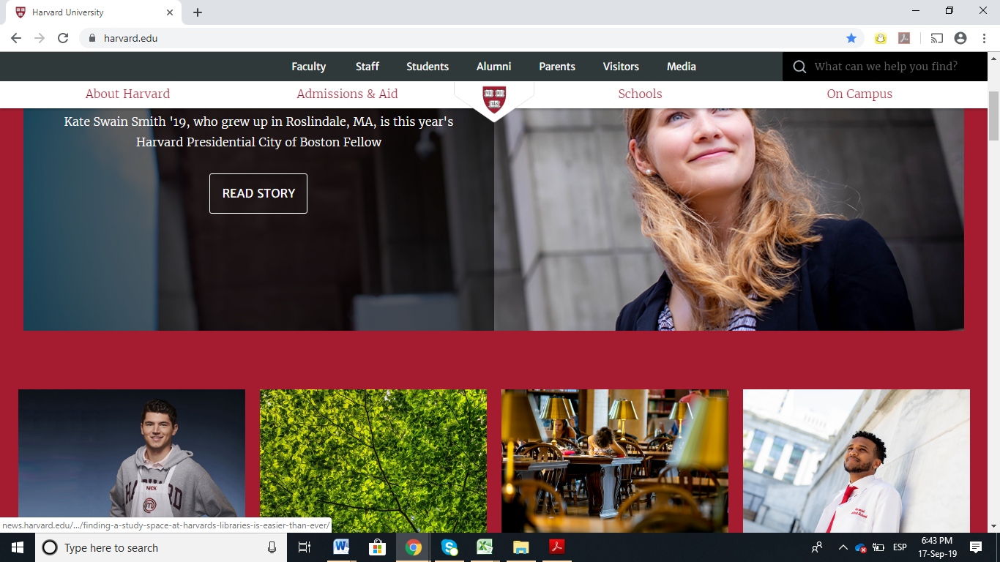 Harvard University
harvard.edu
Faculty Staff Students Alumni Parents Visitors Media What can we help you find?
About Harvard Admissions & Aid Schools On Campus
Kate Swain Smith '19, who grew up in Roslindale, MA, is this year's
Harvard Presidential City of Boston Fellow
READ STORY
HARVARD
NICK
news.harvard.edu/.../finding-a-study-space-at-harvards-libraries-is-easier-than-ever/
Type here to search
ESP
6:43 PM
17-Sep-19